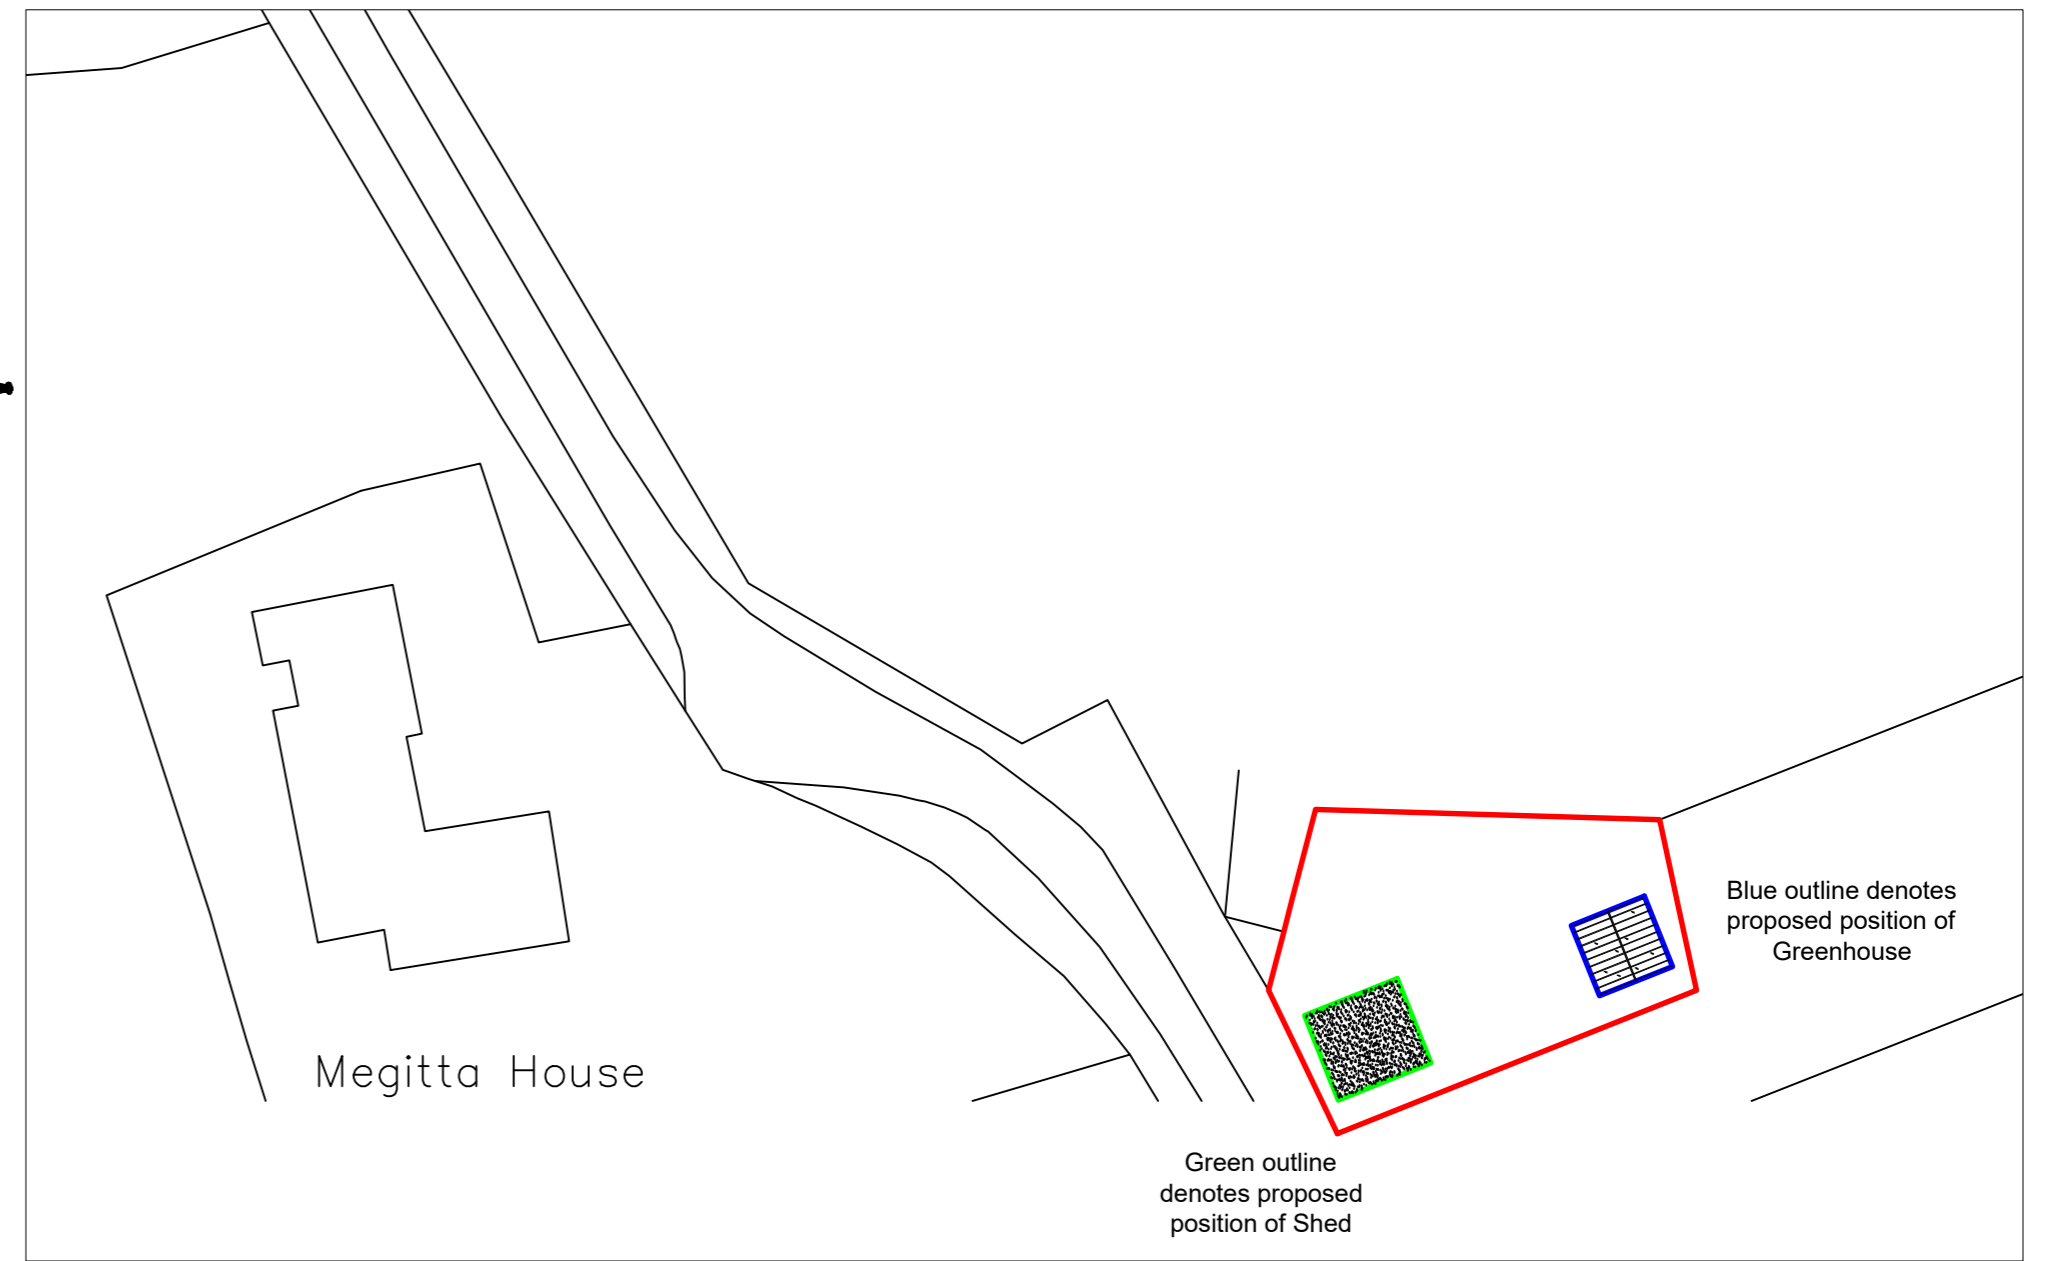 Blue outline denotes
proposed position of
Greenhouse
Megitta House
Green outline
denotes proposed
position of Shed